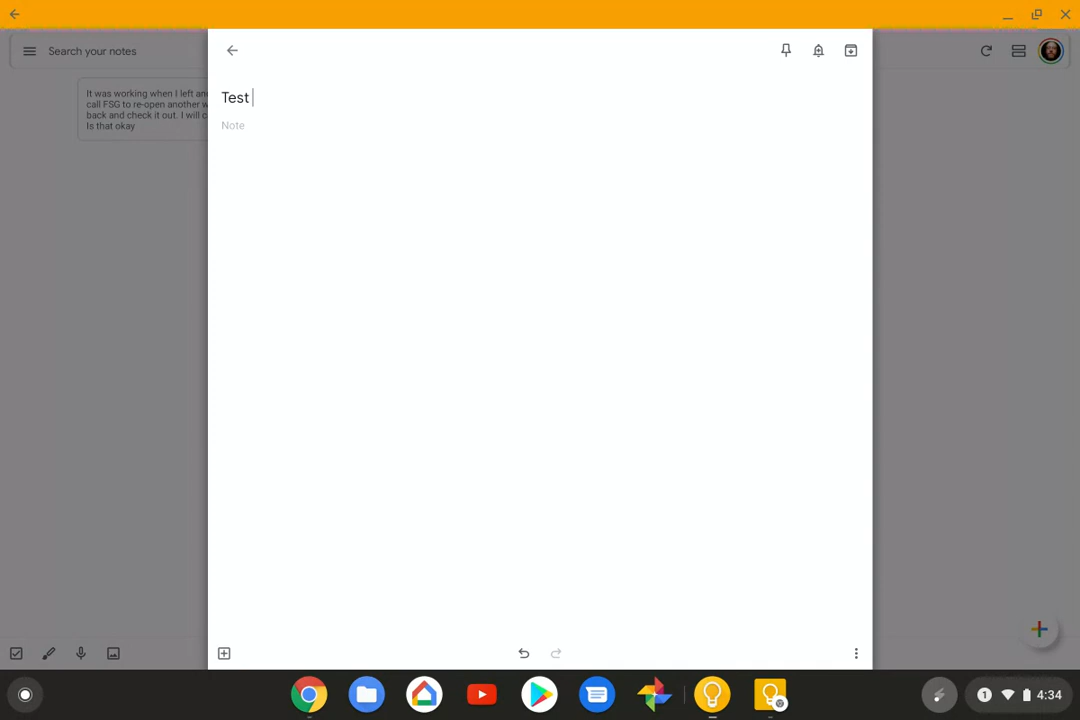 Search your notes
It was working when I left an
call FSG to re-open another w
back and check it out. I will c
Is that okay
Test
Note
1
4:34